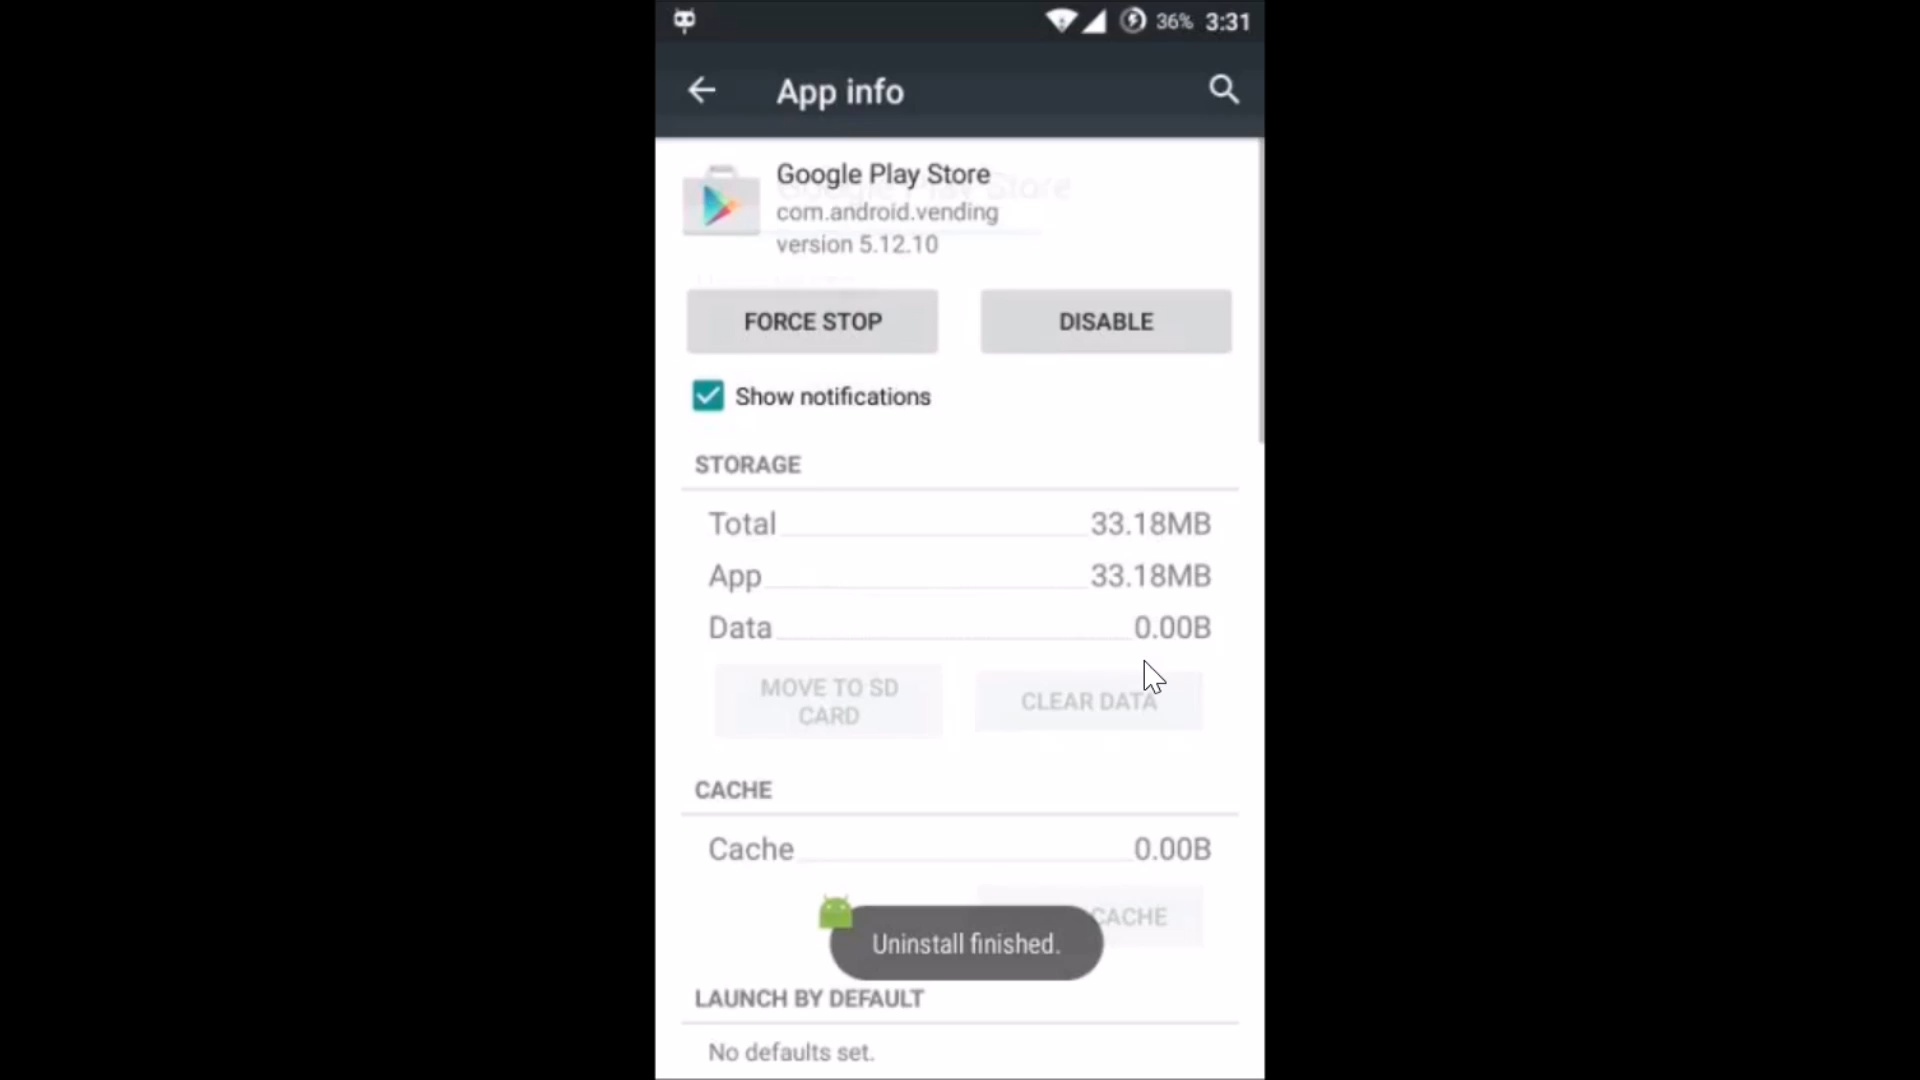 36% 3:31
App info
Google Play Store
com.android.vending
version 5.12.10
FORCE STOP DISABLE
Show notifications
STORAGE
Total 33.18MB
App 33.18MB
Data 0.00B
MOVE TO SD
CARD
CLEAR DATA
CACHE
Cache 0.00B
CACHE
Uninstall finished.
LAUNCH BY DEFAULT
No defaults set.